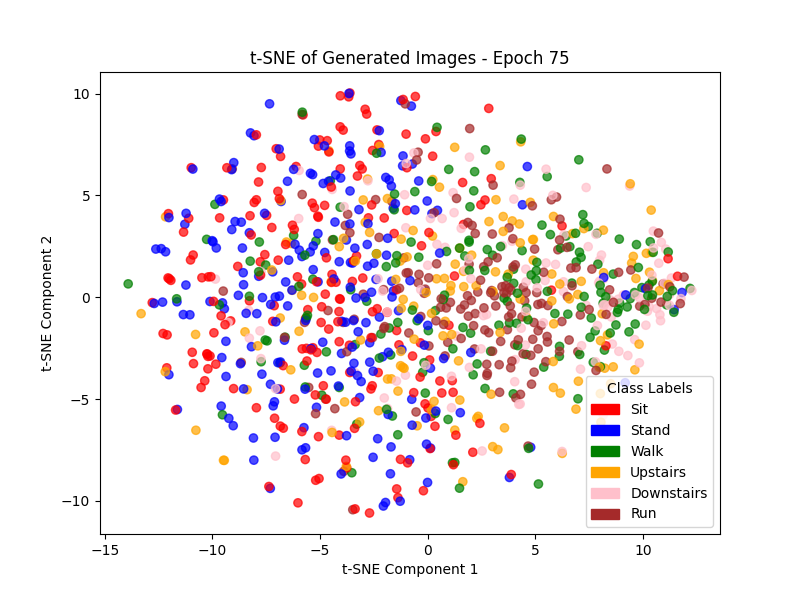 t-SNE of Generated Images - Epoch 75
t-SNE Component 2
10
5
0
−5
−10
−15
−10
−5
0
5
10
t-SNE Component 1
Class Labels
Sit
Stand
Walk
Upstairs
Downstairs
Run